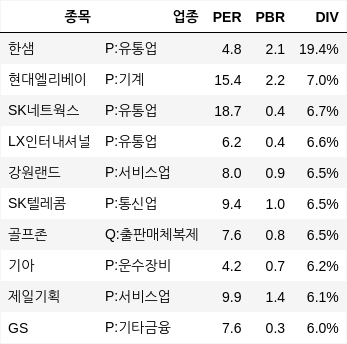 종목 업종 PER PBR DIV
한샘 P:유통업 4.8 2.1 19.4%
현대엘리베이 P:기계 15.4 2.2 7.0%
SK네트웍스 P:유통업 18.7 0.4 6.7%
LX인터내셔널 P:유통업 6.2 0.4 6.6%
강원랜드 P:서비스업 8.0 0.9 6.5%
SK텔레콤 P:통신업 9.4 1.0 6.5%
골프존 Q:출판매체복제 7.6 0.8 6.5%
기아 P:운수장비 4.2 0.7 6.2%
제일기획 P:서비스업 9.9 1.4 6.1%
GS P:기타금융 7.6 0.3 6.0%